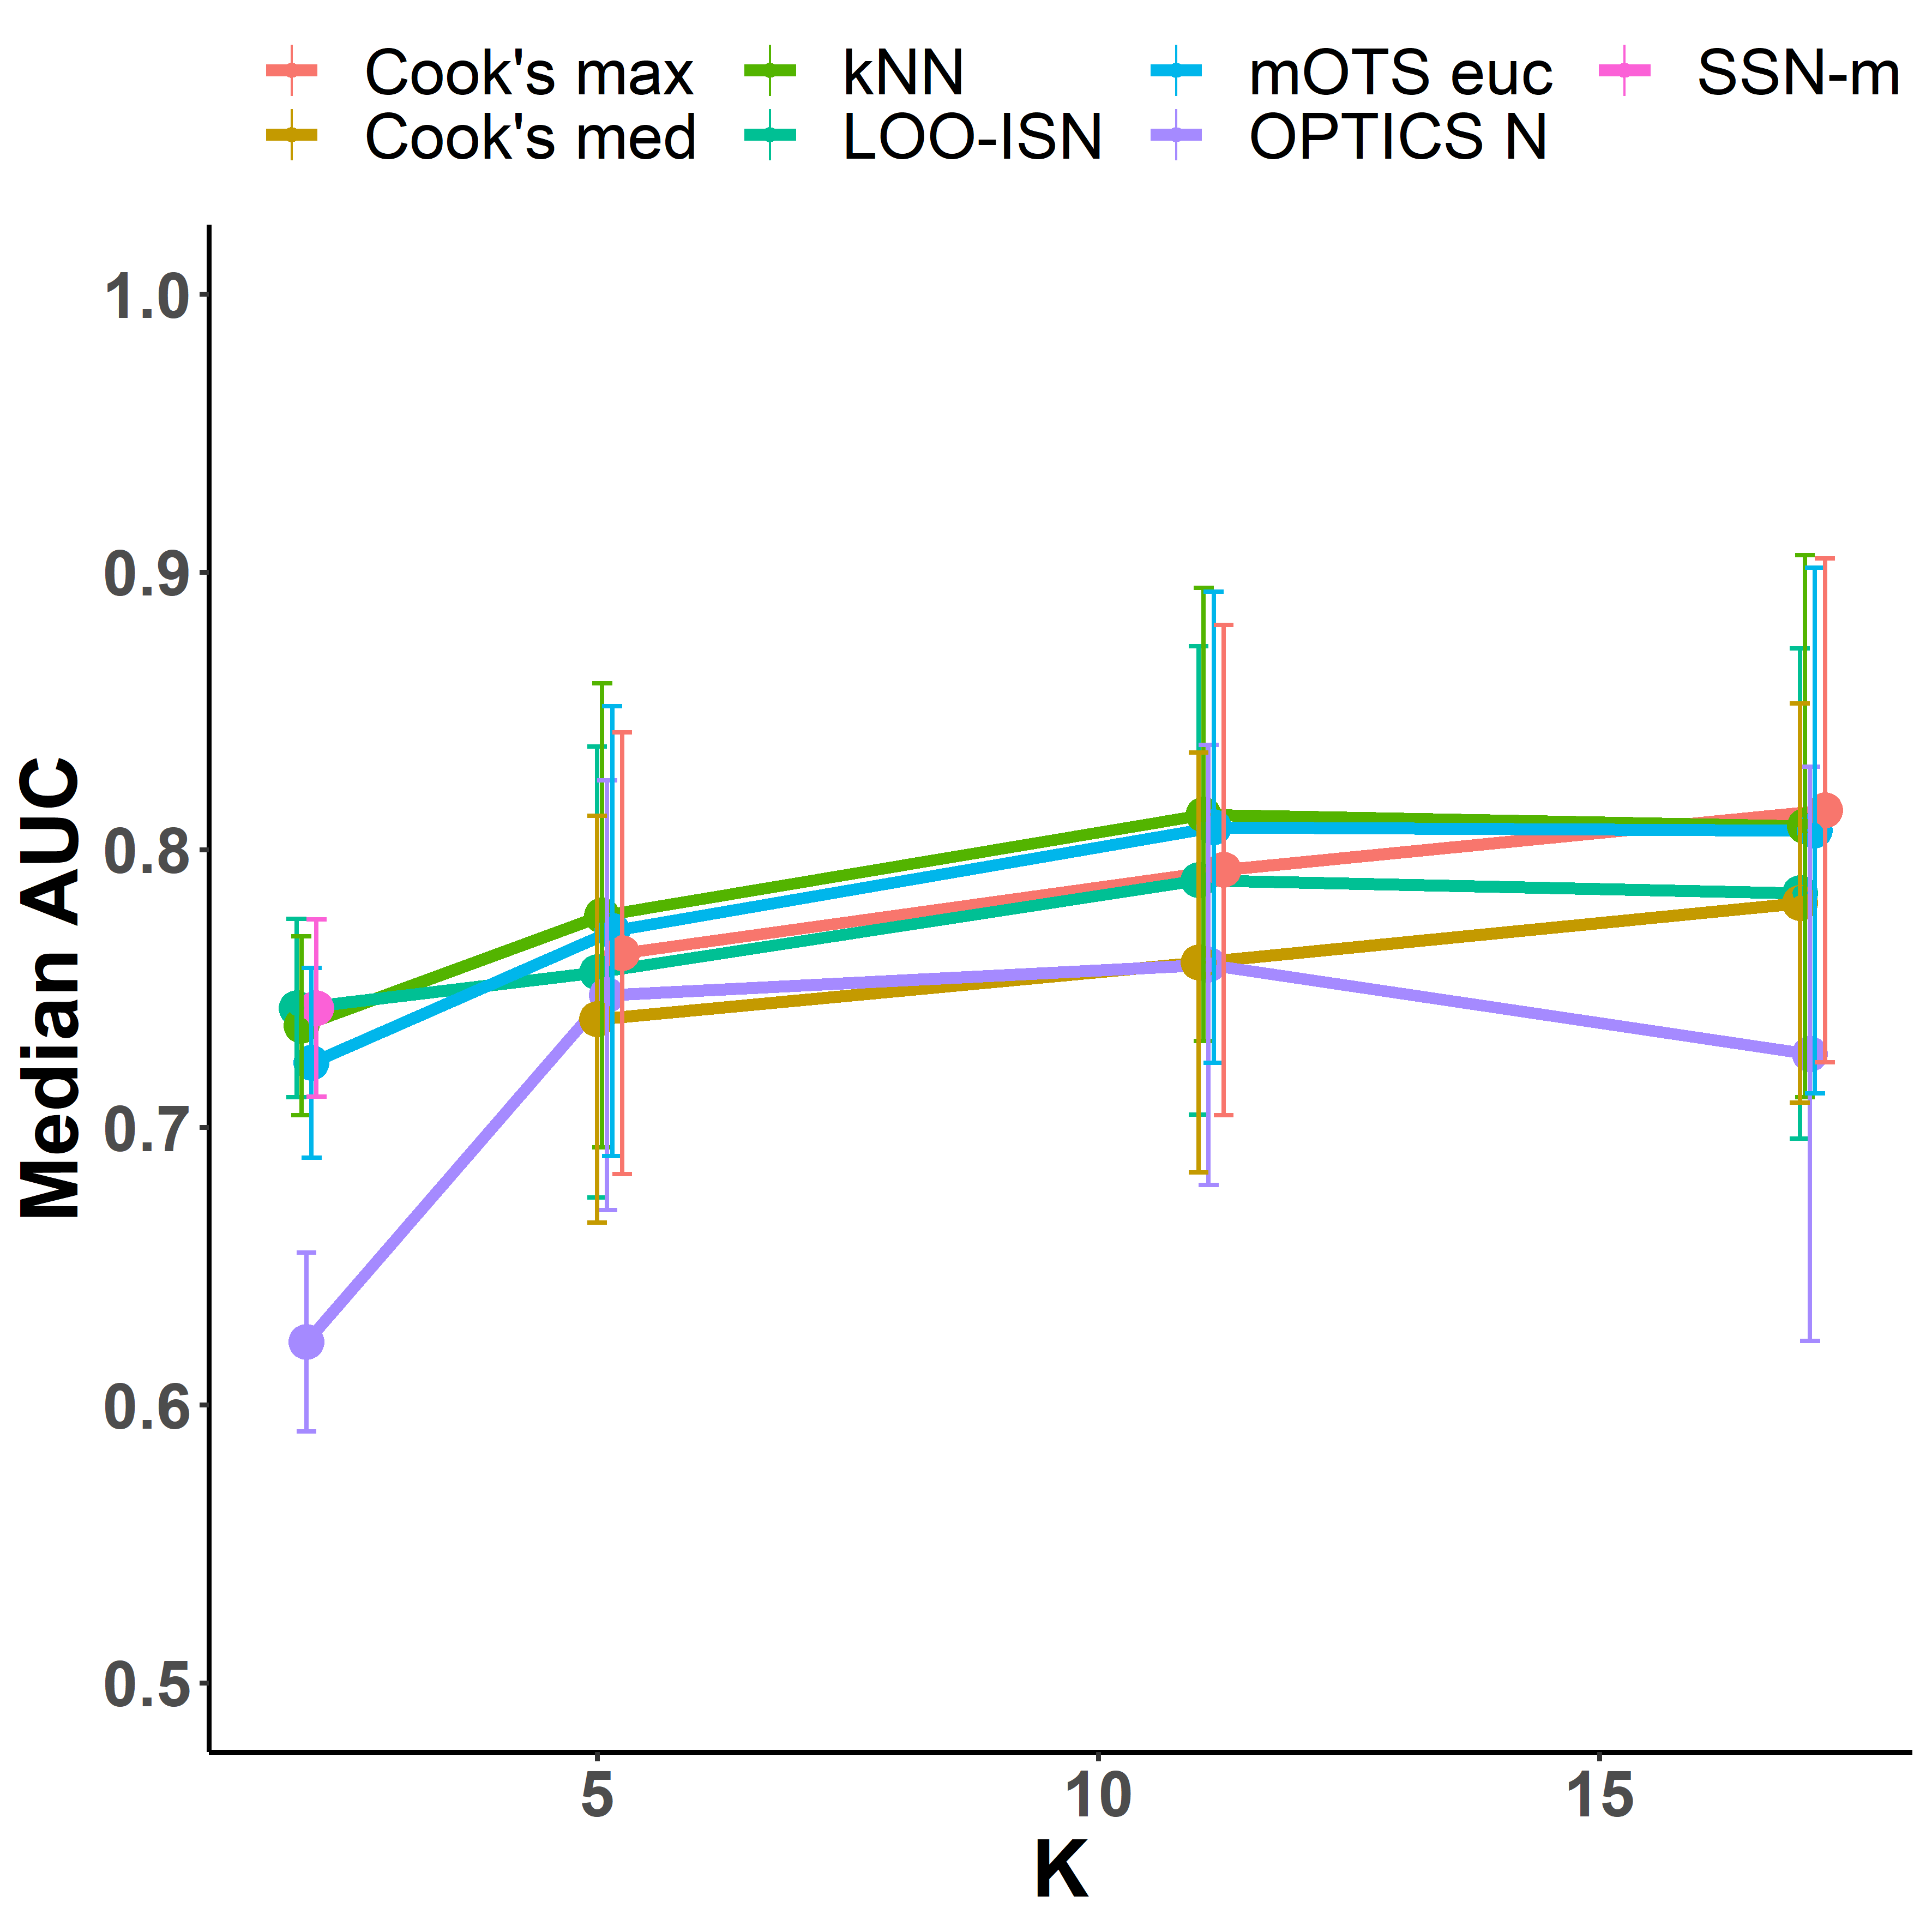 Cook's max kNN mOTS euc SSN-m
Cook's med LOO-ISN OPTICS N
1.0
0.9
0.8
0.7
0.6
0.5
Median AUC
5 10 15
K